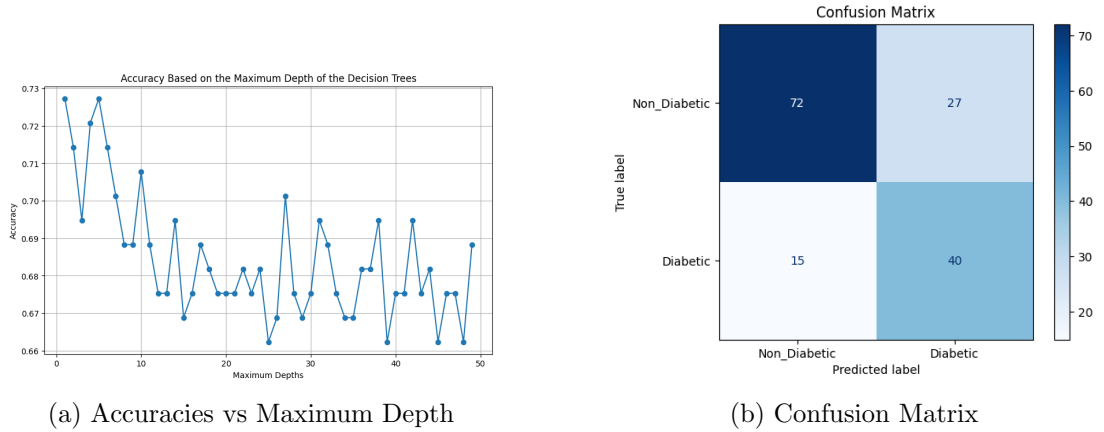 Accuracy Based on the Maximum Depth of the Decision Trees
0.73
0.72
0.71
0.70
0.69
0.68
0.67
0.66
Accuracy
0 10 20 30 40 50
Maximum Depths
(a) Accuracies vs Maximum Depth
Confusion Matrix
Non_Diabetic
Diabetic
True label
72 27
15 40
Non_Diabetic Diabetic
Predicted label
70
60
50
40
30
20
(b) Confusion Matrix